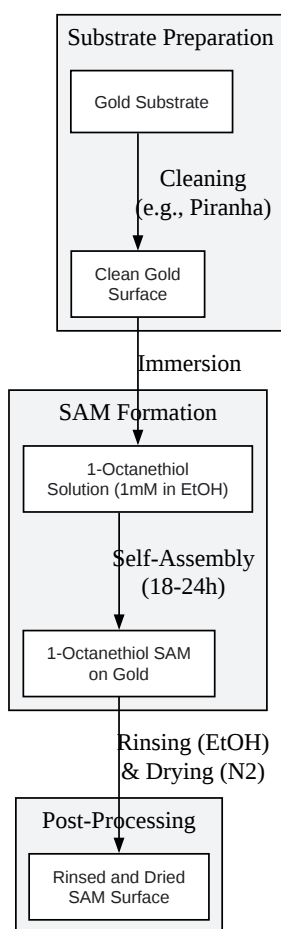 Substrate Preparation
Gold Substrate
Cleaning
(e.g., Piranha)
Clean Gold
Surface
Immersion
SAM Formation
1-Octanethiol
Solution (1mM in EtOH)
Self-Assembly
(18-24h)
1-Octanethiol SAM
on Gold
Rinsing (EtOH)
& Drying (N2)
Post-Processing
Rinsed and Dried
SAM Surface